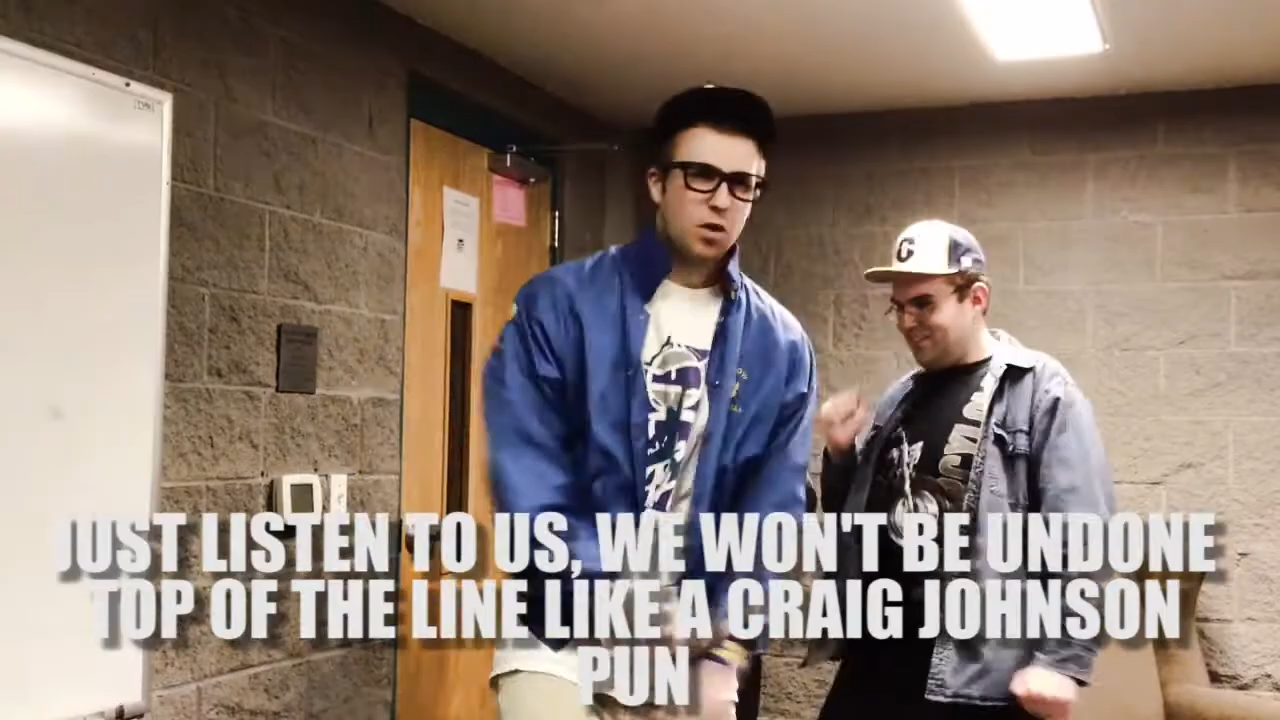 C
JUST LISTEN TO US, WE WON'T BE UNDONE
TOP OF THE LINE LIKE A CRAIG JOHNSON
PUN